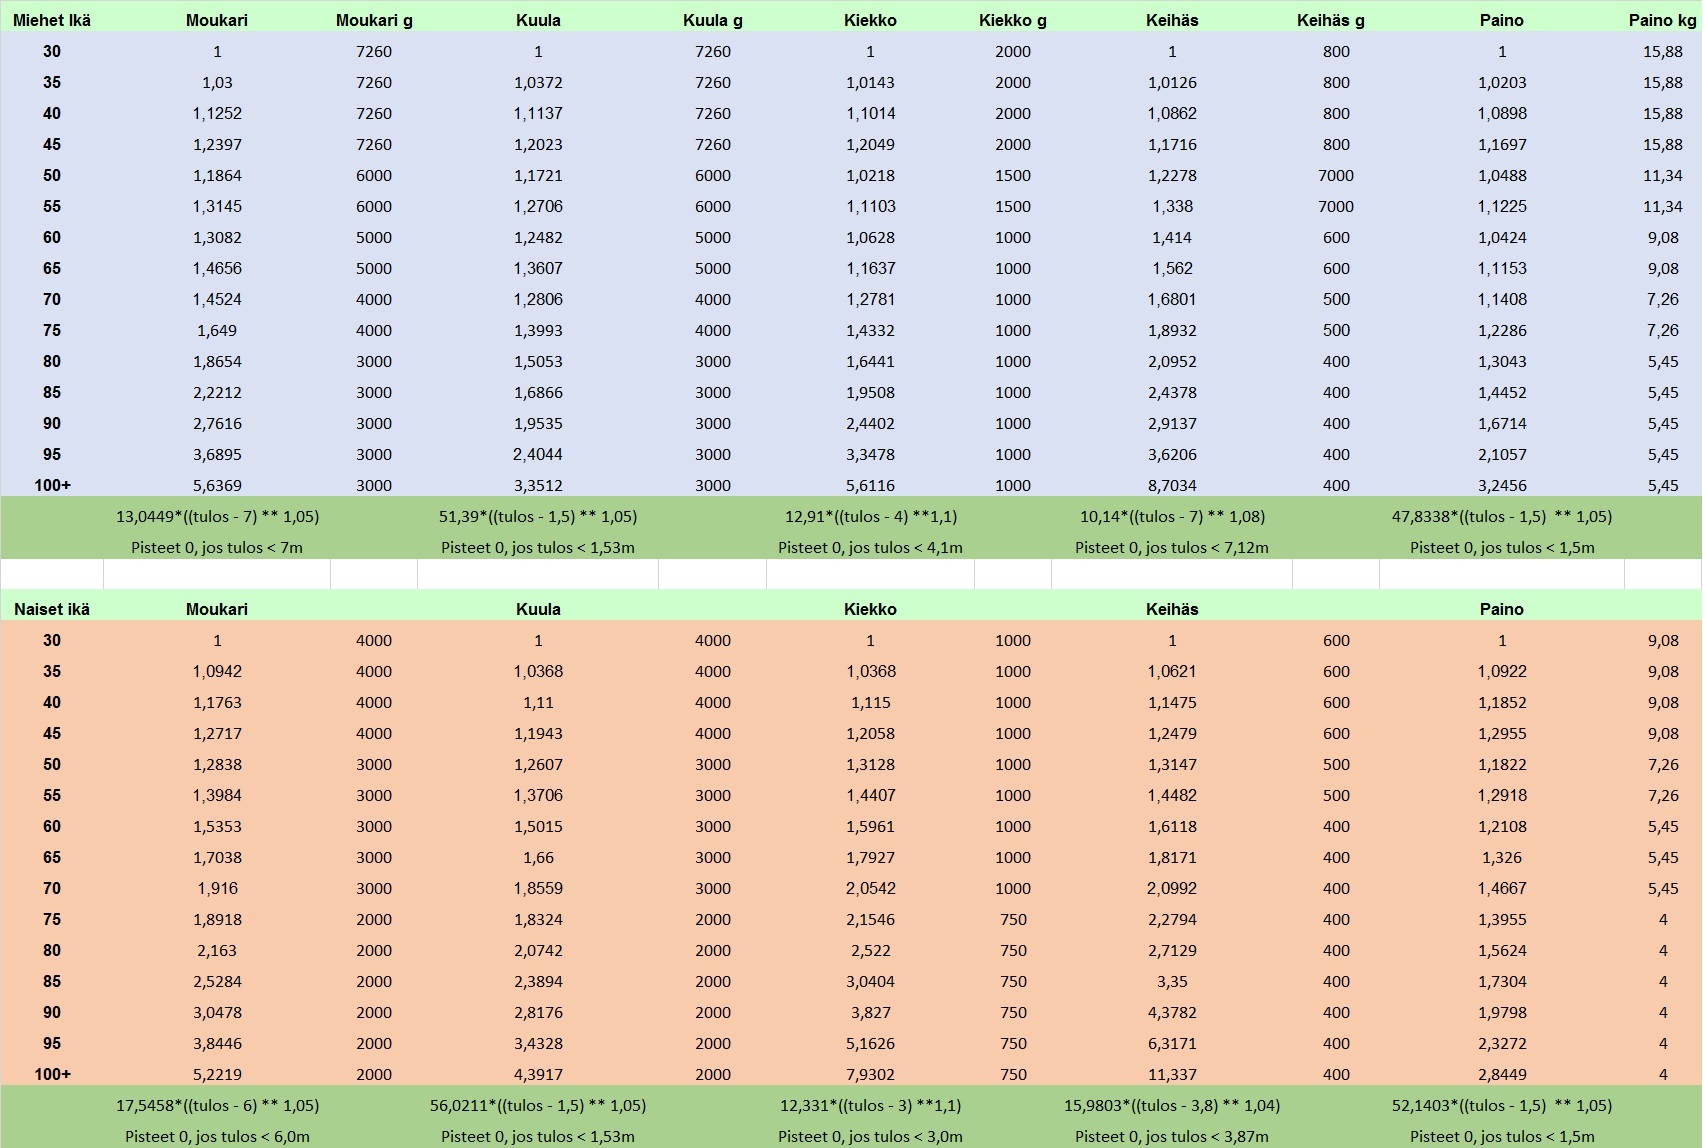 Miehet Ikä Moukari Moukari g Kuula Kuula g Kiekko Kiekko g Keihäs Keihäs g Paino Paino kg
30 1 7260 1 7260 1 2000 1 800 1 15,88
35 1,03 7260 1,0372 7260 1,0143 2000 1,0126 800 1,0203 15,88
40 1,1252 7260 1,1137 7260 1,1014 2000 1,0862 800 1,0898 15,88
45 1,2397 7260 1,2023 7260 1,2049 2000 1,1716 800 1,1697 15,88
50 1,1864 6000 1,1721 6000 1,0218 1500 1,2278 7000 1,0488 11,34
55 1,3145 6000 1,2706 6000 1,1103 1500 1,338 7000 1,1225 11,34
60 1,3082 5000 1,2482 5000 1,0628 1000 1,414 600 1,0424 9,08
65 1,4656 5000 1,3607 5000 1,1637 1000 1,562 600 1,1153 9,08
70 1,4524 4000 1,2806 4000 1,2781 1000 1,6801 500 1,1408 7,26
75 1,649 4000 1,3993 4000 1,4332 1000 1,8932 500 1,2286 7,26
80 1,8654 3000 1,5053 3000 1,6441 1000 2,0952 400 1,3043 5,45
85 2,2212 3000 1,6866 3000 1,9508 1000 2,4378 400 1,4452 5,45
90 2,7616 3000 1,9535 3000 2,4402 1000 2,9137 400 1,6714 5,45
95 3,6895 3000 2,4044 3000 3,3478 1000 3,6206 400 2,1057 5,45
100+ 5,6369 3000 3,3512 3000 5,6116 1000 8,7034 400 3,2456 5,45
13,0449*((tulos - 7) ** 1,05) 51,39*((tulos - 1,5) ** 1,05) 12,91*((tulos - 4) **1,1) 10,14*((tulos - 7) ** 1,08) 47,8338*((tulos - 1,5) ** 1,05)
Pisteet 0, jos tulos < 7m Pisteet 0, jos tulos < 1,53m Pisteet 0, jos tulos < 4,1m Pisteet 0, jos tulos < 7,12m Pisteet 0, jos tulos < 1,5m
Naiset ikä Moukari Kuula Kiekko Keihäs Paino
30 1 4000 1 4000 1 1000 1 600 1 9,08
35 1,0942 4000 1,0368 4000 1,0368 1000 1,0621 600 1,0922 9,08
40 1,1763 4000 1,11 4000 1,115 1000 1,1475 600 1,1852 9,08
45 1,2717 4000 1,1943 4000 1,2058 1000 1,2479 600 1,2955 9,08
50 1,2838 3000 1,2607 3000 1,3128 1000 1,3147 500 1,1822 7,26
55 1,3984 3000 1,3706 3000 1,4407 1000 1,4482 500 1,2918 7,26
60 1,5353 3000 1,5015 3000 1,5961 1000 1,6118 400 1,2108 5,45
65 1,7038 3000 1,66 3000 1,7927 1000 1,8171 400 1,326 5,45
70 1,916 3000 1,8559 3000 2,0542 1000 2,0992 400 1,4667 5,45
75 1,8918 2000 1,8324 2000 2,1546 750 2,2794 400 1,3955 4
80 2,163 2000 2,0742 2000 2,522 750 2,7129 400 1,5624 4
85 2,5284 2000 2,3894 2000 3,0404 750 3,35 400 1,7304 4
90 3,0478 2000 2,8176 2000 3,827 750 4,3782 400 1,9798 4
95 3,8446 2000 3,4328 2000 5,1626 750 6,3171 400 2,3272 4
100+ 5,2219 2000 4,3917 2000 7,9302 750 11,337 400 2,8449 4
17,5458*((tulos - 6) ** 1,05) 56,0211*((tulos - 1,5) ** 1,05) 12,331*((tulos - 3) **1,1) 15,9803*((tulos - 3,8) ** 1,04) 52,1403*((tulos - 1,5) ** 1,05)
Pisteet 0, jos tulos < 6,0m Pisteet 0, jos tulos < 1,53m Pisteet 0, jos tulos < 3,0m Pisteet 0, jos tulos < 3,87m Pisteet 0, jos tulos < 1,5m